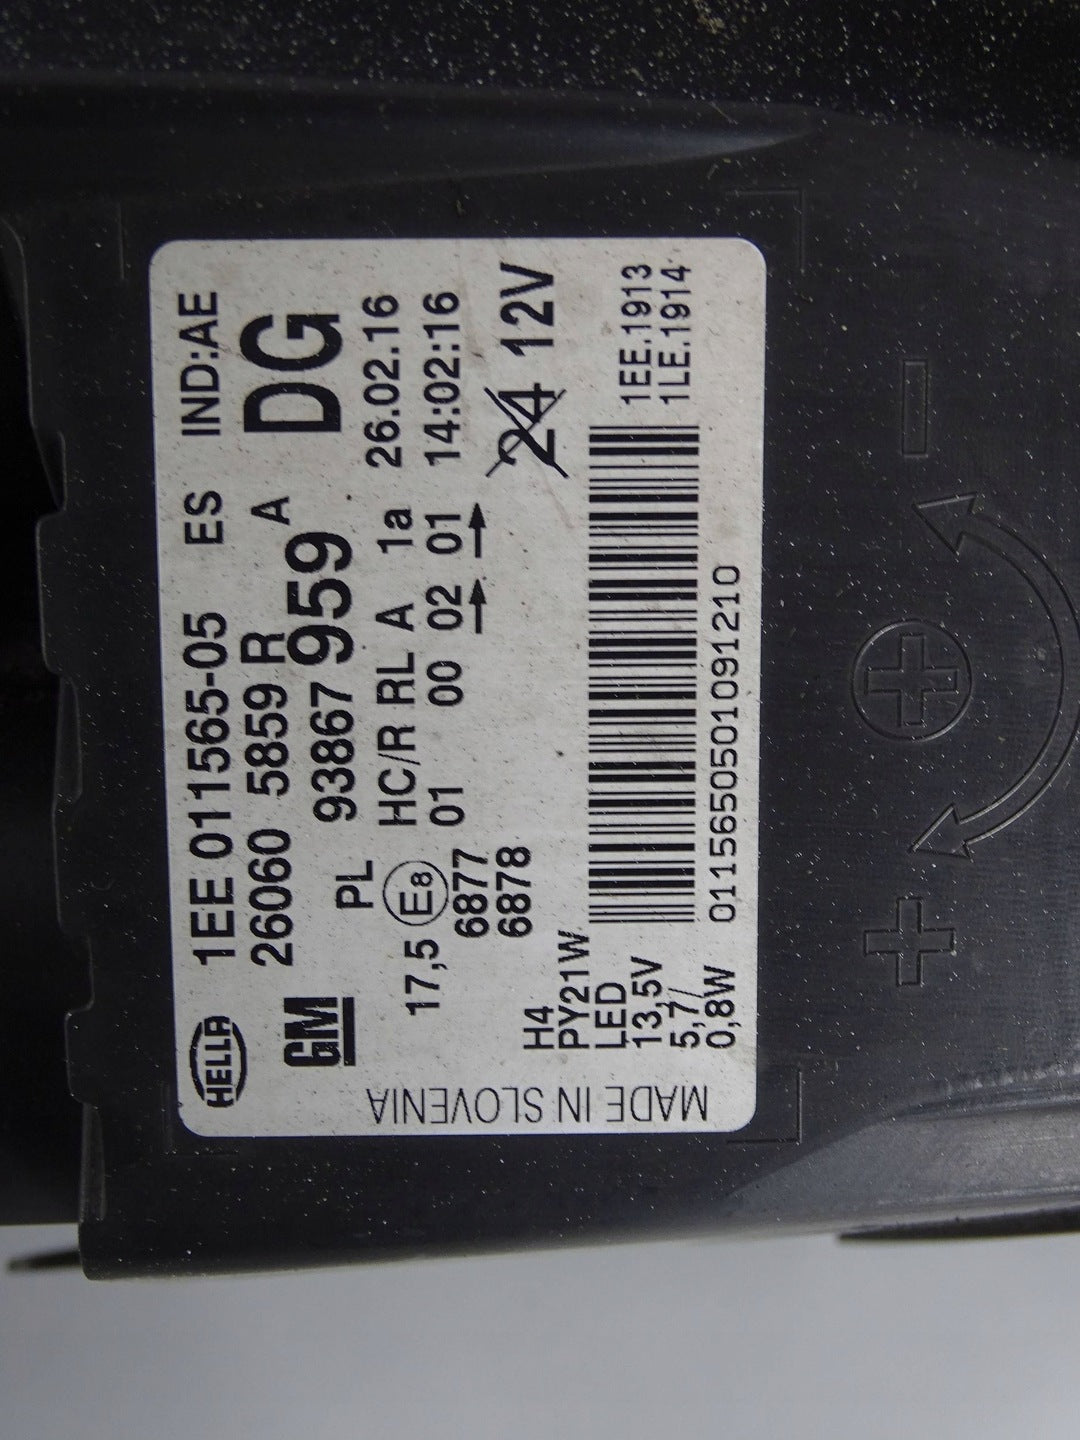 HELLA
1EE 011565-05 ES IND:AE
26060 5859 R A DG
GM PL 93867 959
17,5 E8 HC/R RL A 1a 26.02.16
6877 01 00 02 01 14:02:16
6878
24 12V
H4
PY21W
LED
13,5V
5,7/
0,8W
1EE.1913
1LE.1914
01156505010912​10
MADE IN SLOVENIA
+
+
−